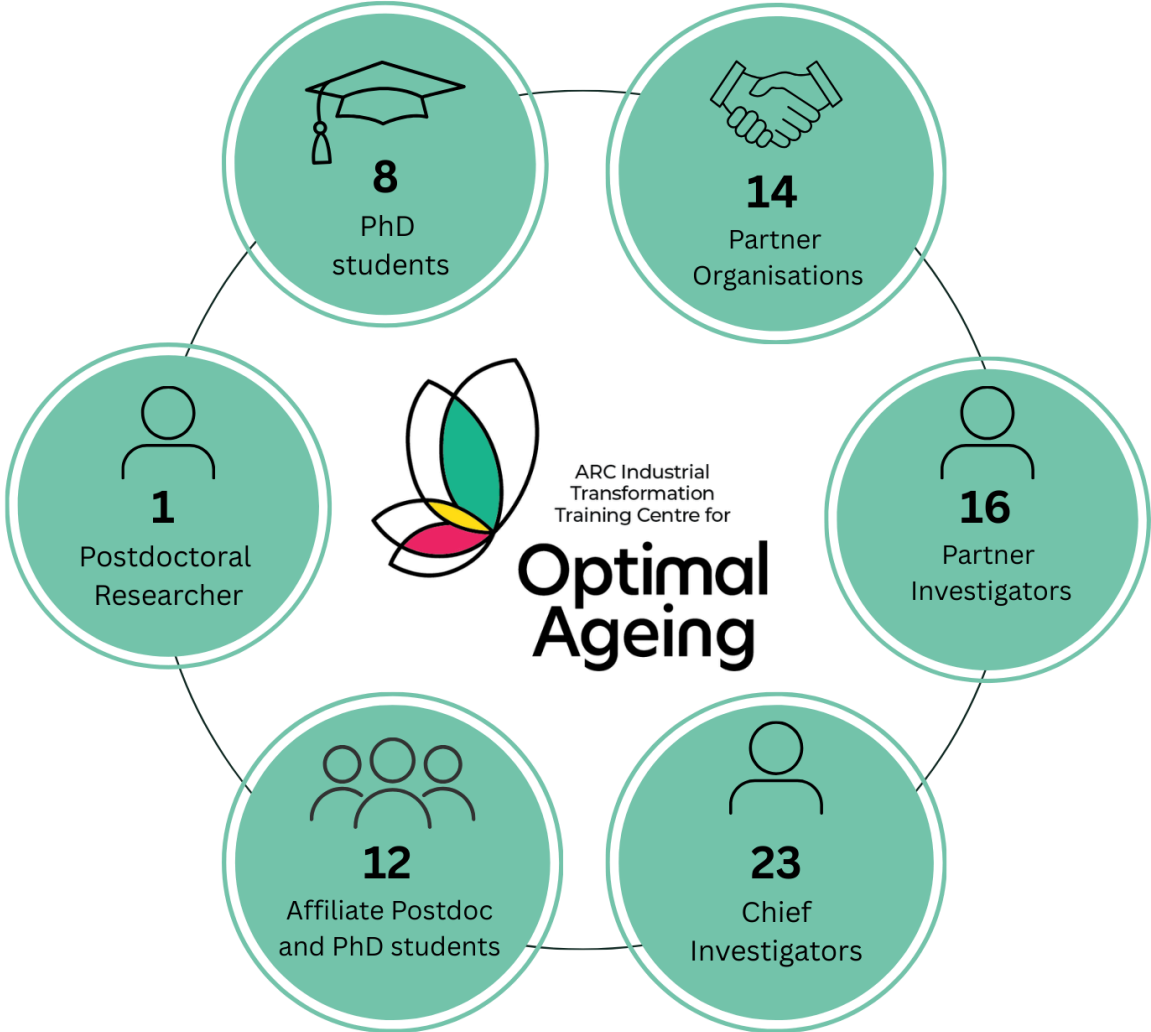 8
PhD
students
14
Partner
Organisations
1
Postdoctoral
Researcher
ARC Industrial
Transformation
Training Centre for
Optimal
Ageing
16
Partner
Investigators
12
Affiliate Postdoc
and PhD students
23
Chief
Investigators